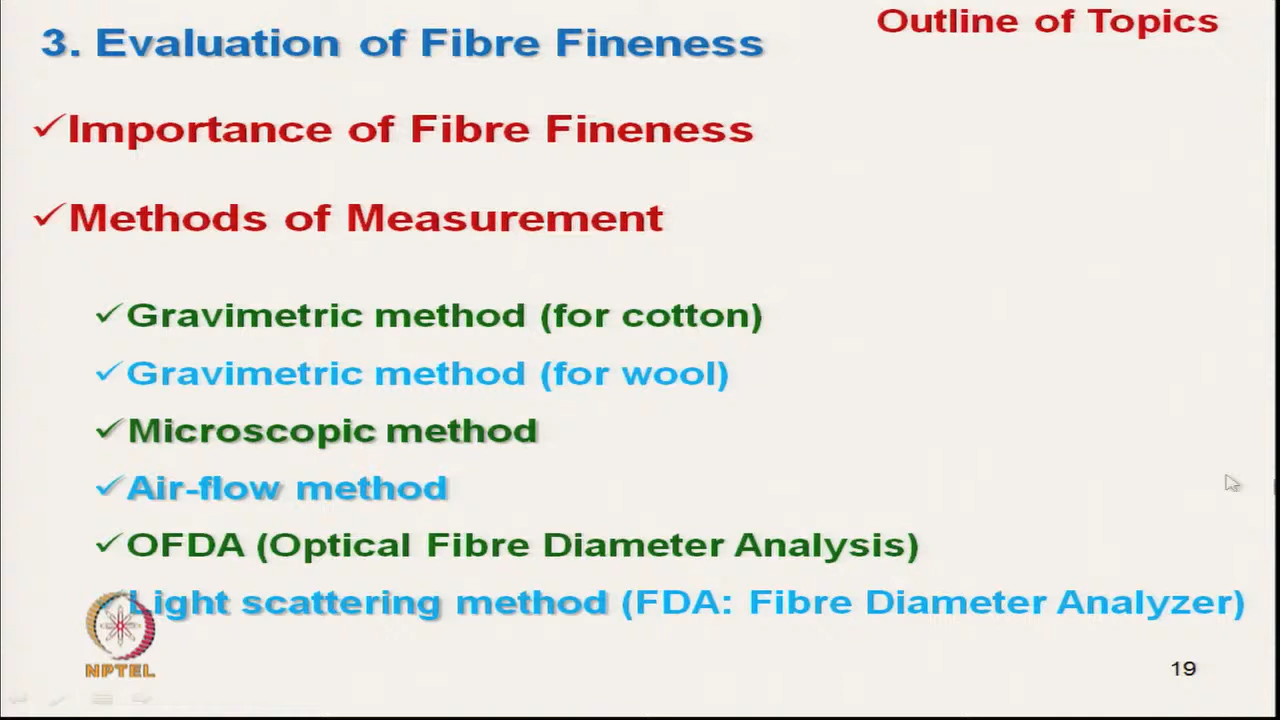 Outline of Topics
3. Evaluation of Fibre Fineness
✓Importance of Fibre Fineness
✓Methods of Measurement
✓Gravimetric method (for cotton)
✓Gravimetric method (for wool)
✓Microscopic method
✓Air-flow method
✓OFDA (Optical Fibre Diameter Analysis)
Light scattering method (FDA: Fibre Diameter Analyzer)
NPTEL
19